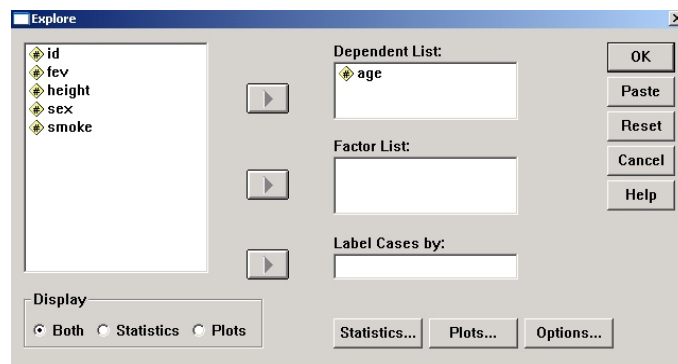 Explore
id
fev
height
sex
smoke
Dependent List:
age
Factor List:
Label Cases by:
OK
Paste
Reset
Cancel
Help
Display
Both Statistics Plots
Statistics... Plots... Options...